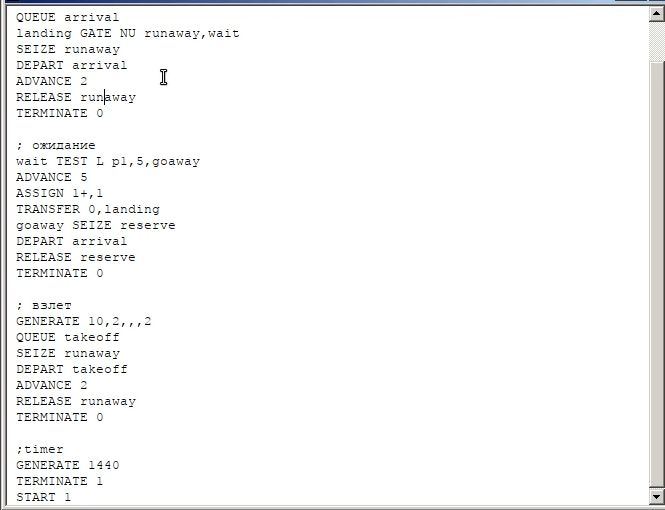 QUEUE arrival
landing GATE NU runaway,wait
SEIZE runaway
DEPART arrival
ADVANCE 2
RELEASE runaway
TERMINATE 0
; ожидание
wait TEST L p1,5,goaway
ADVANCE 5
ASSIGN 1+,1
TRANSFER 0,landing
goaway SEIZE reserve
DEPART arrival
RELEASE reserve
TERMINATE 0
; взлет
GENERATE 10,2,,,2
QUEUE takeoff
SEIZE runaway
DEPART takeoff
ADVANCE 2
RELEASE runaway
TERMINATE 0
;timer
GENERATE 1440
TERMINATE 1
START 1